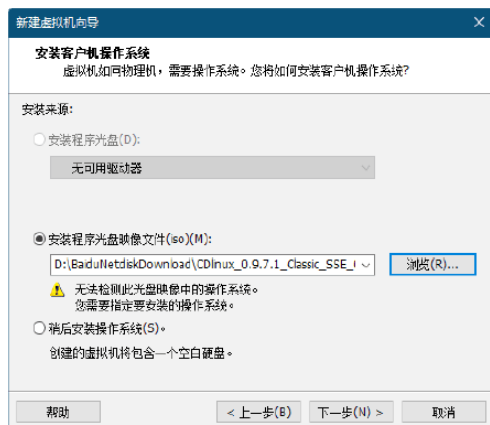 新建虚拟机向导
安装客户机操作系统
虚拟机如同物理机，需要操作系统。您将如何安装客户机操作系统?
安装来源:
安装程序光盘(D):
无可用驱动器
安装程序光盘映像文件(iso)(M):
D:\BaiduNetdiskDownload\CDlinux_0.9.7.1_Classic_SSE_
浏览(R)...
无法检测此光盘映像中的操作系统。
您需要指定要安装的操作系统。
稍后安装操作系统(S)。
创建的虚拟机将包含一个空白硬盘。
帮助
< 上一步(B)
下一步(N) >
取消